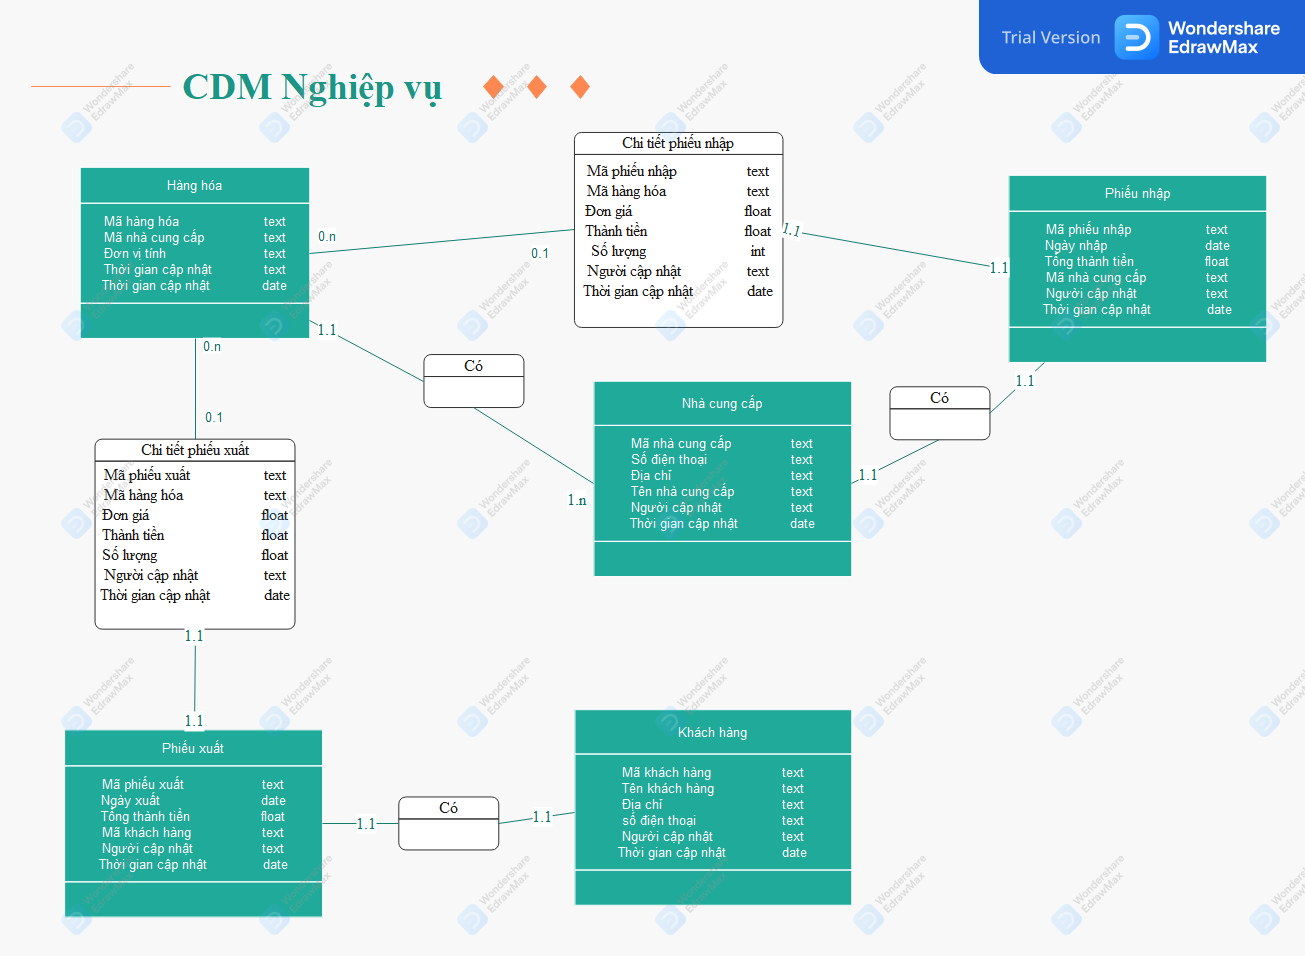 Trial Version
Wondershare
EdrawMax
CDM Nghiệp vụ
Chi tiết phiếu nhập
Mã phiếu nhập text
Mã hàng hóa text
Đơn giá float
Thành tiền float
Số lượng int
Người cập nhật text
Thời gian cập nhật date
Hàng hóa
Mã hàng hóa text
Mã nhà cung cấp text
Đơn vị tính text
Thời gian cập nhật text
Thời gian cập nhật date
Phiếu nhập
Mã phiếu nhập text
Ngày nhập date
Tổng thành tiền float
Mã nhà cung cấp text
Người cập nhật text
Thời gian cập nhật date
0.n
0.1
1.1
1.1
1.1
0.n
0.1
Có
1.n
Nhà cung cấp
Mã nhà cung cấp text
Số điện thoại text
Địa chỉ text
Tên nhà cung cấp text
Người cập nhật text
Thời gian cập nhật date
1.1
Có
1.1
Chi tiết phiếu xuất
Mã phiếu xuất text
Mã hàng hóa text
Đơn giá float
Thành tiền float
Số lượng float
Người cập nhật text
Thời gian cập nhật date
1.1
1.1
Phiếu xuất
Mã phiếu xuất text
Ngày xuất date
Tổng thành tiền float
Mã khách hàng text
Người cập nhật text
Thời gian cập nhật date
1.1
Có
1.1
Khách hàng
Mã khách hàng text
Tên khách hàng text
Địa chỉ text
số điện thoại text
Người cập nhật text
Thời gian cập nhật date